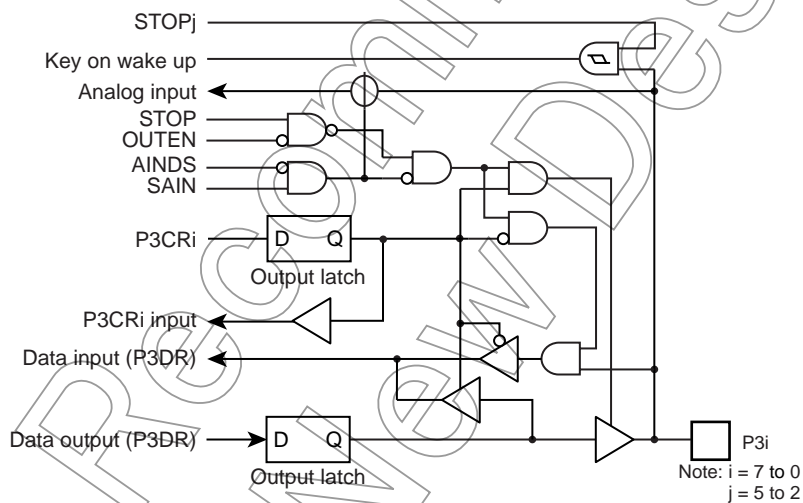 STOPj
Key on wake up
Analog input
STOP
OUTEN
AINDS
SAIN
P3CRi
D Q
Output latch
P3CRi input
Data input (P3DR)
Data output (P3DR)
D Q
Output latch
P3i
Note: i = 7 to 0
j = 5 to 2